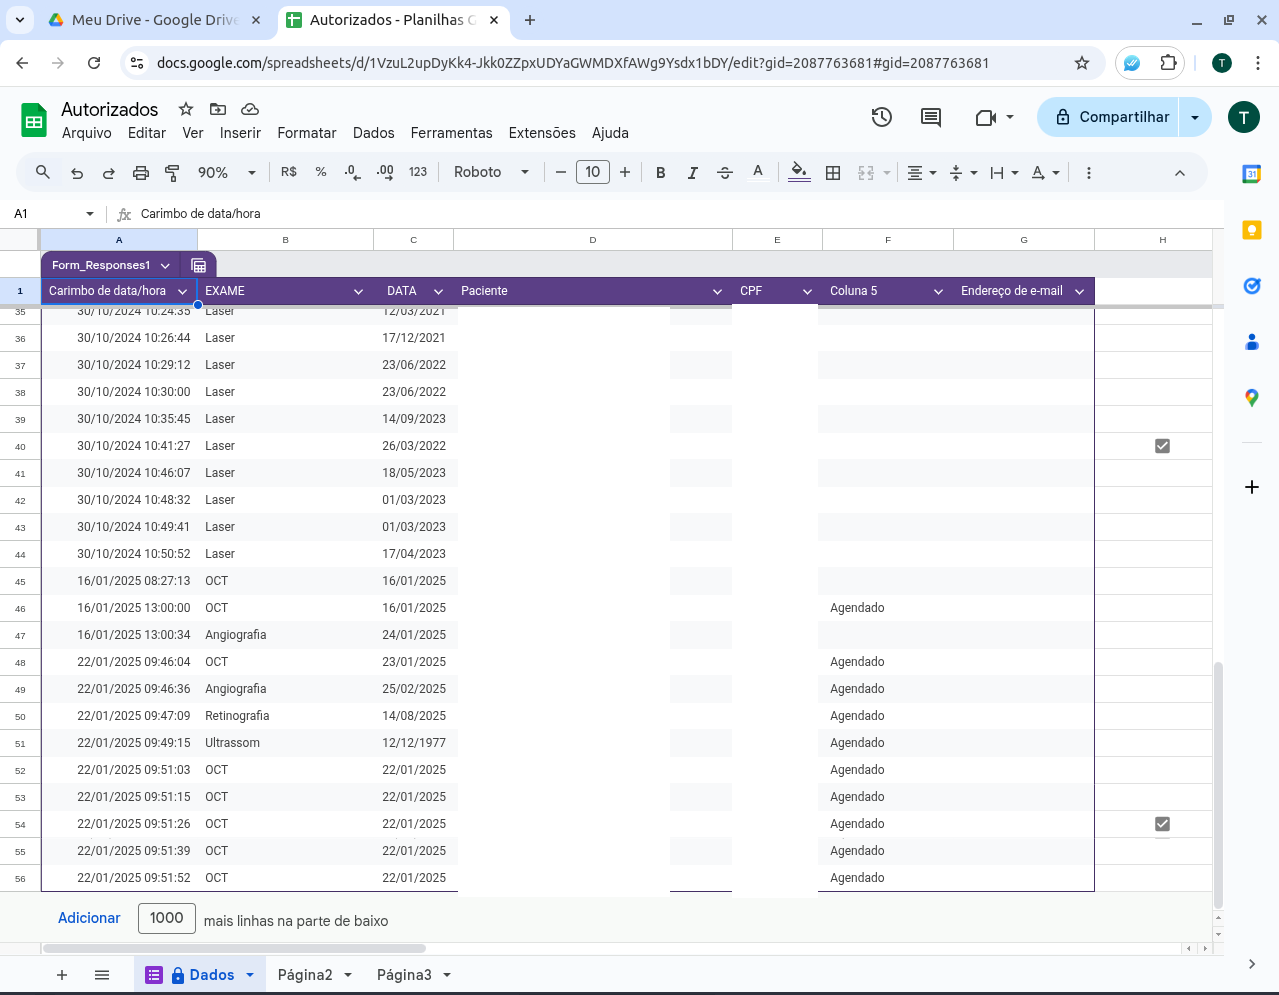 Meu Drive - Google Drive
Autorizados - Planilhas G
docs.google.com/spreadsheets/d/1VzuL2upDyKk4-Jkk0ZZpxUDYaGWMDXfAWg9Ysdx1bDY/edit?gid=2087763681#gid=2087763681
T
Autorizados
Arquivo Editar Ver Inserir Formatar Dados Ferramentas Extensões Ajuda
Compartilhar
T
90% R$ % .0 .00 123 Roboto 10 B I A A
31
A1 fx Carimbo de data/hora
A B C D E F G H
Form_Responses1
1 Carimbo de data/hora EXAME DATA Paciente CPF Coluna 5 Endereço de e-mail
35 30/10/2024 10:24:35 Laser 12/03/2021
36 30/10/2024 10:26:44 Laser 17/12/2021
37 30/10/2024 10:29:12 Laser 23/06/2022
38 30/10/2024 10:30:00 Laser 23/06/2022
39 30/10/2024 10:35:45 Laser 14/09/2023
40 30/10/2024 10:41:27 Laser 26/03/2022
41 30/10/2024 10:46:07 Laser 18/05/2023
42 30/10/2024 10:48:32 Laser 01/03/2023
43 30/10/2024 10:49:41 Laser 01/03/2023
44 30/10/2024 10:50:52 Laser 17/04/2023
45 16/01/2025 08:27:13 OCT 16/01/2025
46 16/01/2025 13:00:00 OCT 16/01/2025 Agendado
47 16/01/2025 13:00:34 Angiografia 24/01/2025
48 22/01/2025 09:46:04 OCT 23/01/2025 Agendado
49 22/01/2025 09:46:36 Angiografia 25/02/2025 Agendado
50 22/01/2025 09:47:09 Retinografia 14/08/2025 Agendado
51 22/01/2025 09:49:15 Ultrassom 12/12/1977 Agendado
52 22/01/2025 09:51:03 OCT 22/01/2025 Agendado
53 22/01/2025 09:51:15 OCT 22/01/2025 Agendado
54 22/01/2025 09:51:26 OCT 22/01/2025 Agendado
55 22/01/2025 09:51:39 OCT 22/01/2025 Agendado
56 22/01/2025 09:51:52 OCT 22/01/2025 Agendado
Adicionar 1000 mais linhas na parte de baixo
Dados Página2 Página3